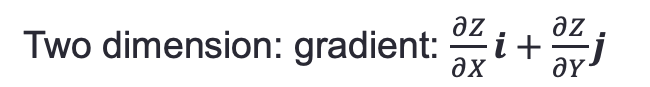 Two dimension: gradient: ∂Z/∂X i + ∂Z/∂Y j